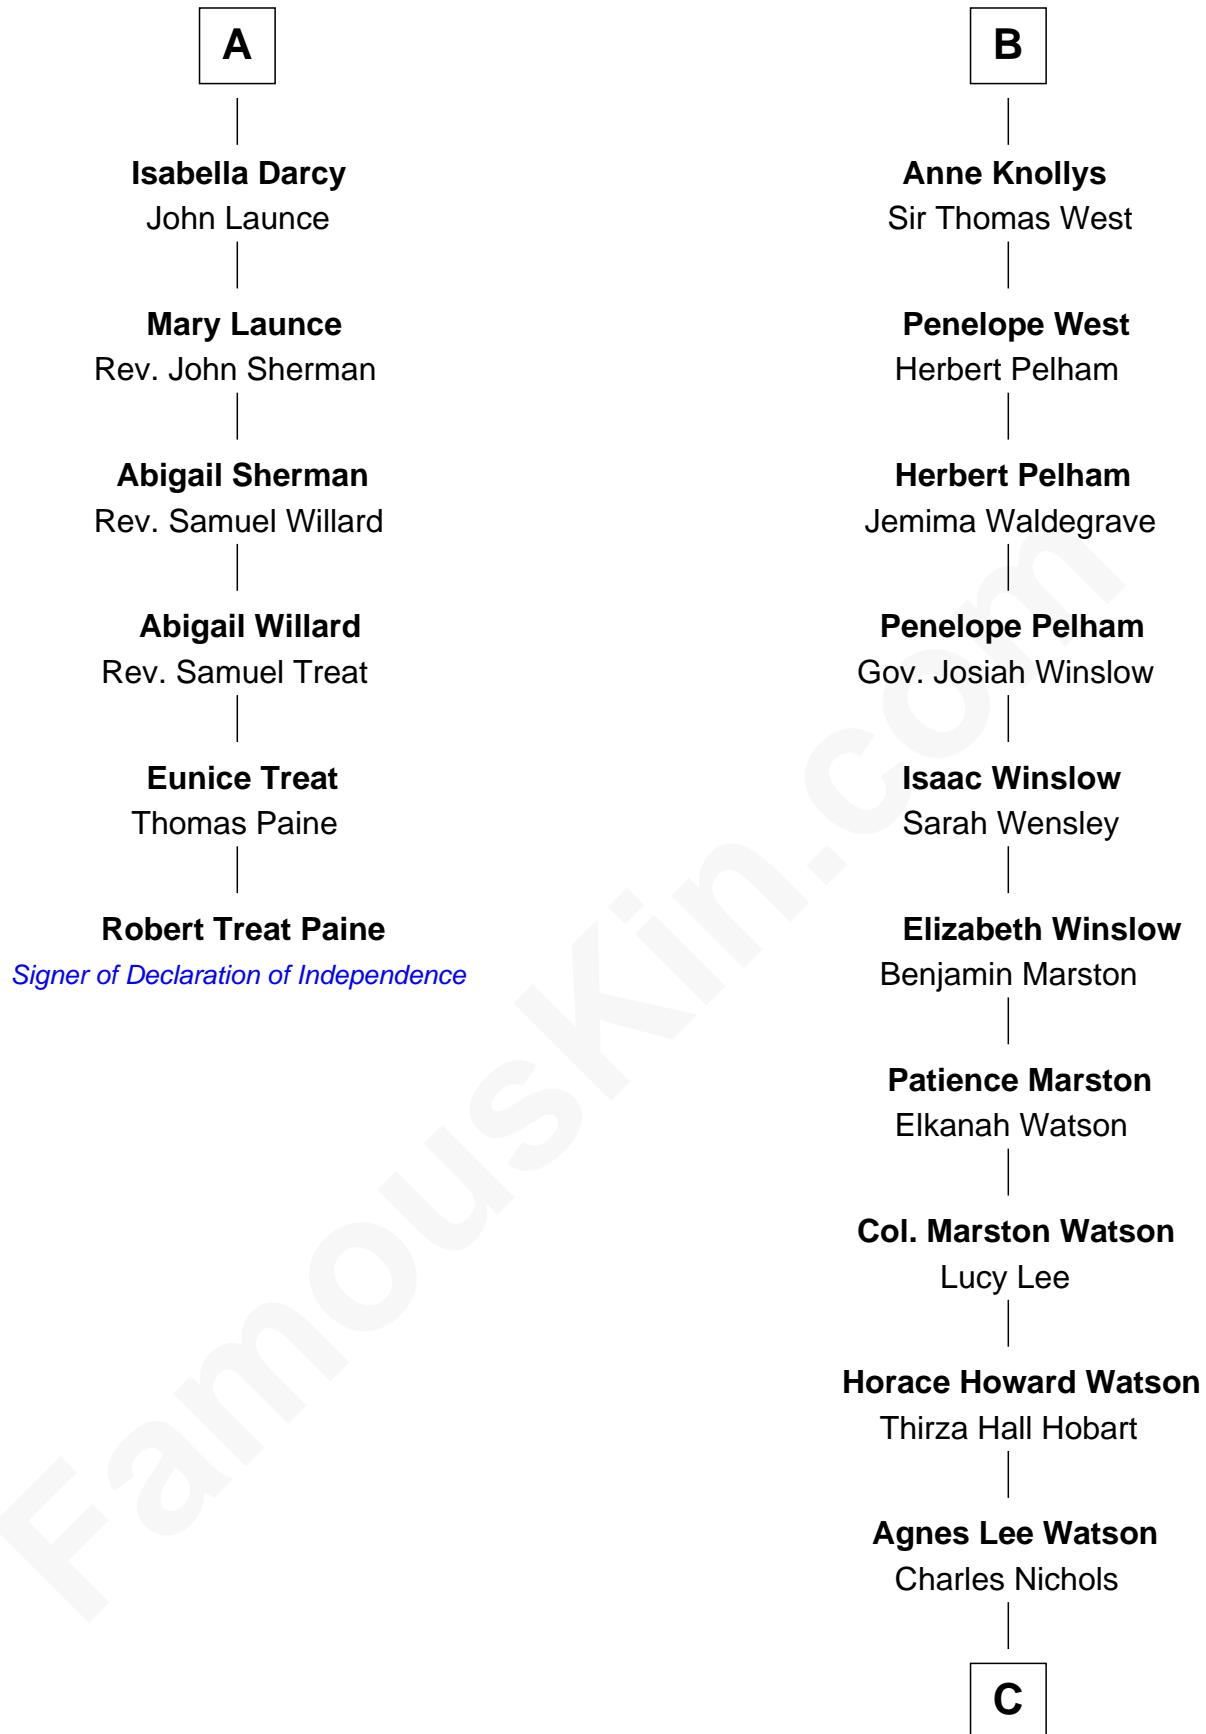 A
Isabella Darcy
John Launce
Mary Launce
Rev. John Sherman
Abigail Sherman
Rev. Samuel Willard
Abigail Willard
Rev. Samuel Treat
Eunice Treat
Thomas Paine
Robert Treat Paine
Signer of Declaration of Independence
B
Anne Knollys
Sir Thomas West
Penelope West
Herbert Pelham
Herbert Pelham
Jemima Waldegrave
Penelope Pelham
Gov. Josiah Winslow
Isaac Winslow
Sarah Wensley
Elizabeth Winslow
Benjamin Marston
Patience Marston
Elkanah Watson
Col. Marston Watson
Lucy Lee
Horace Howard Watson
Thirza Hall Hobart
Agnes Lee Watson
Charles Nichols
C
FamousKin.com